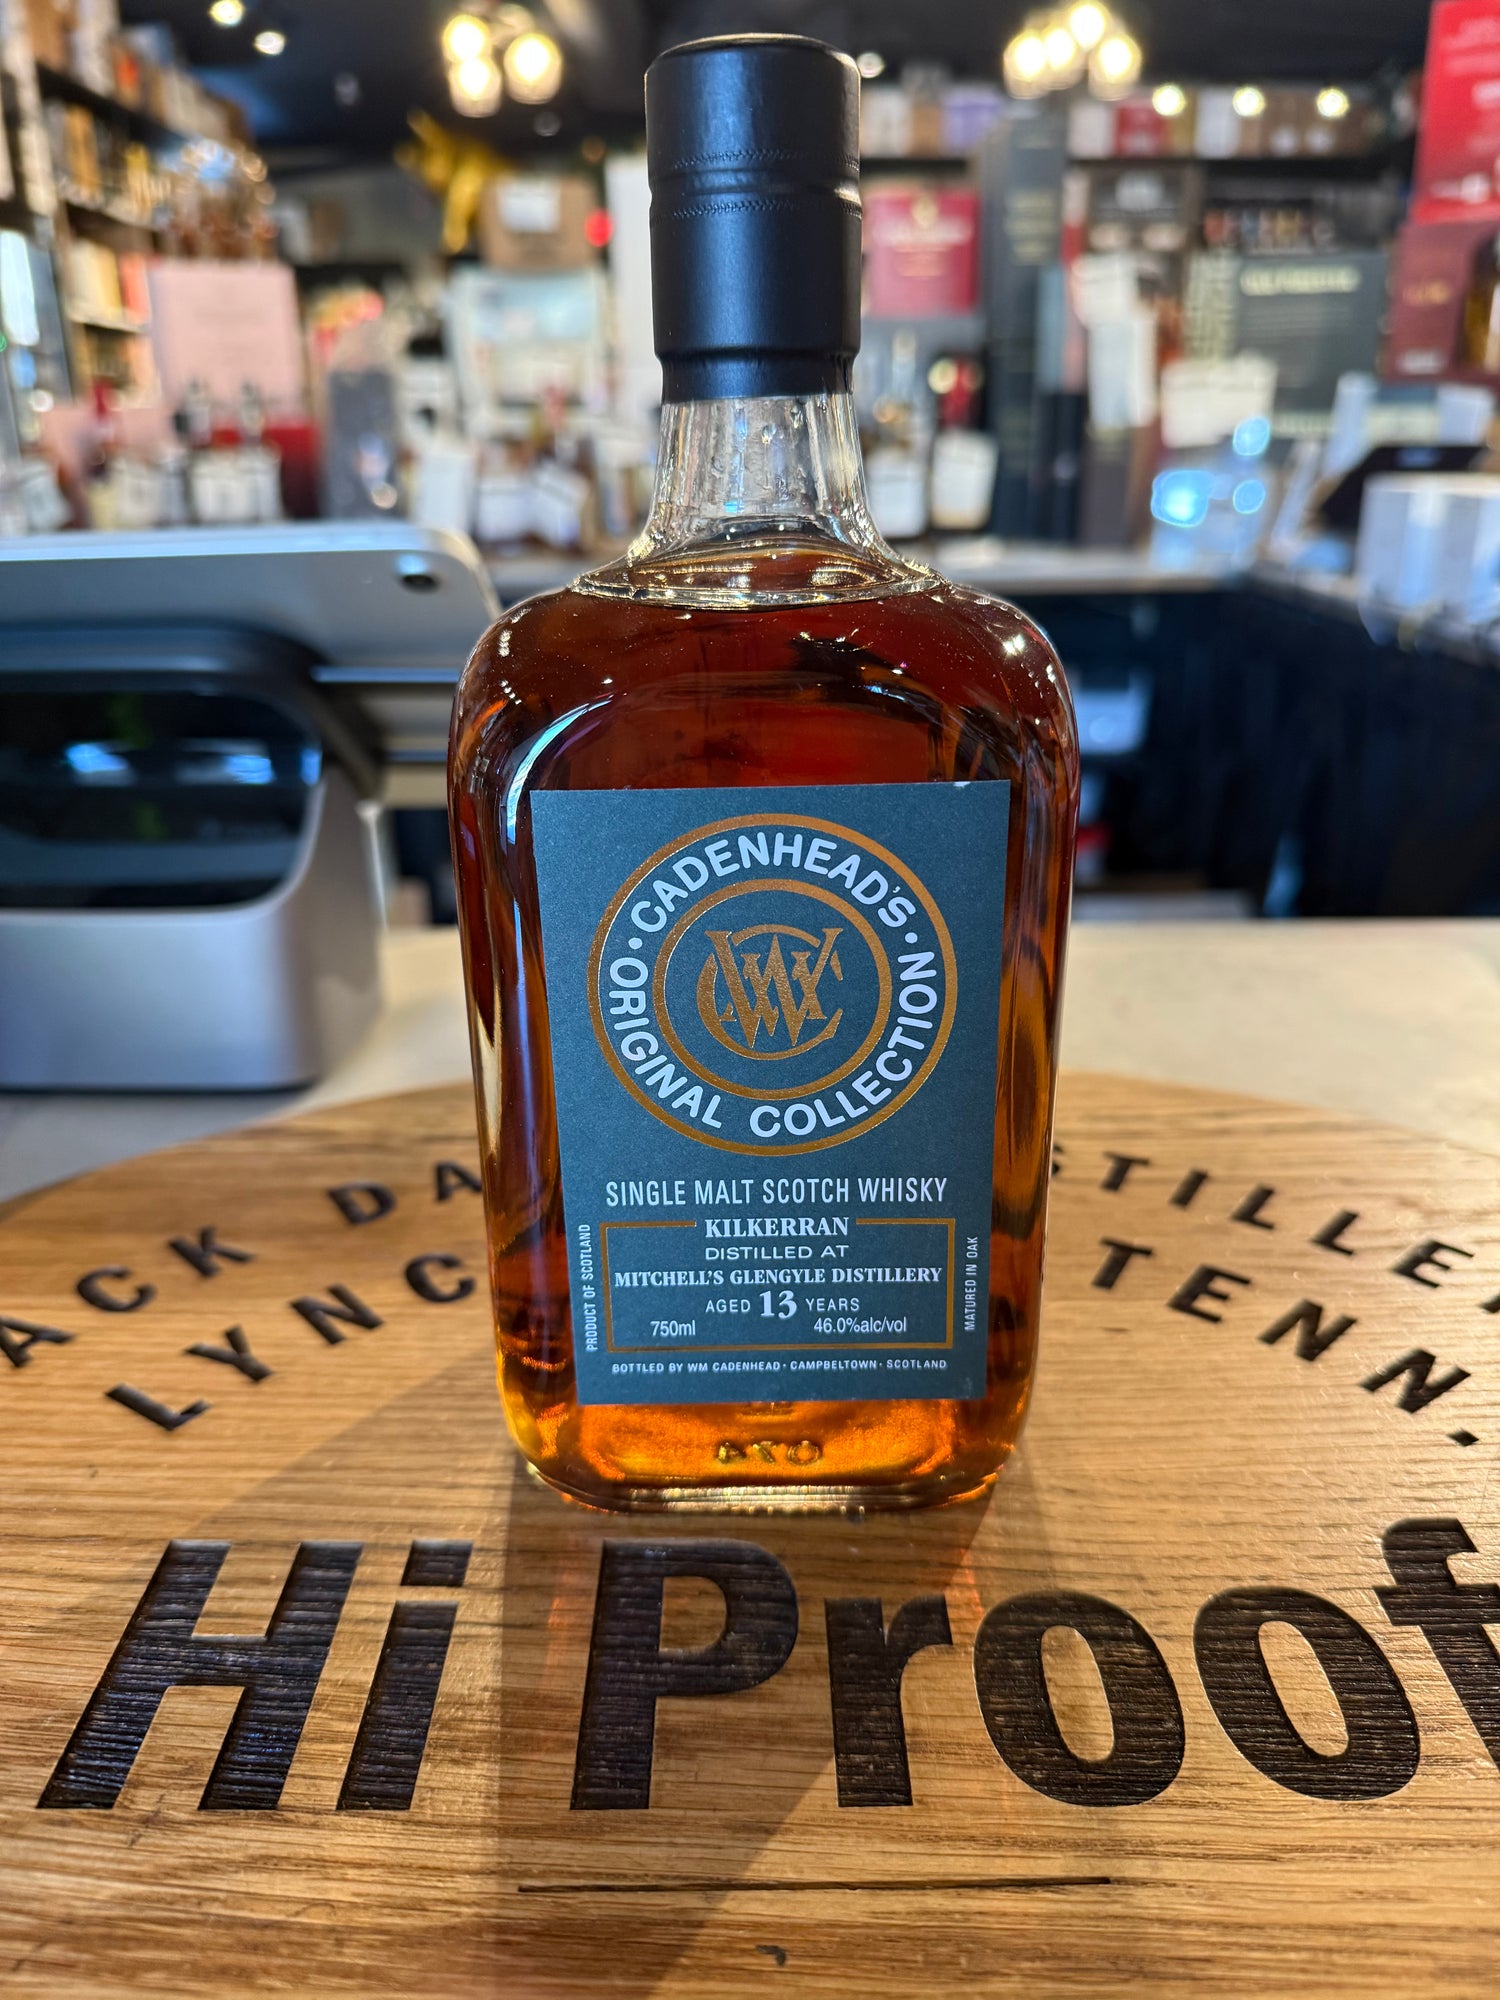 CADENHEAD'S
ORIGINAL COLLECTION
SINGLE MALT SCOTCH WHISKY
KILKERRAN
DISTILLED AT
MITCHELL'S GLENGYLE DISTILLERY
AGED 13 YEARS
750ml 46.0%alc/vol
BOTTLED BY WM CADENHEAD · CAMPBELTOWN · SCOTLAND
PRODUCT OF SCOTLAND
MATURED IN OAK
ACK DA STILLE
LYNC TENN.
Hi Proof